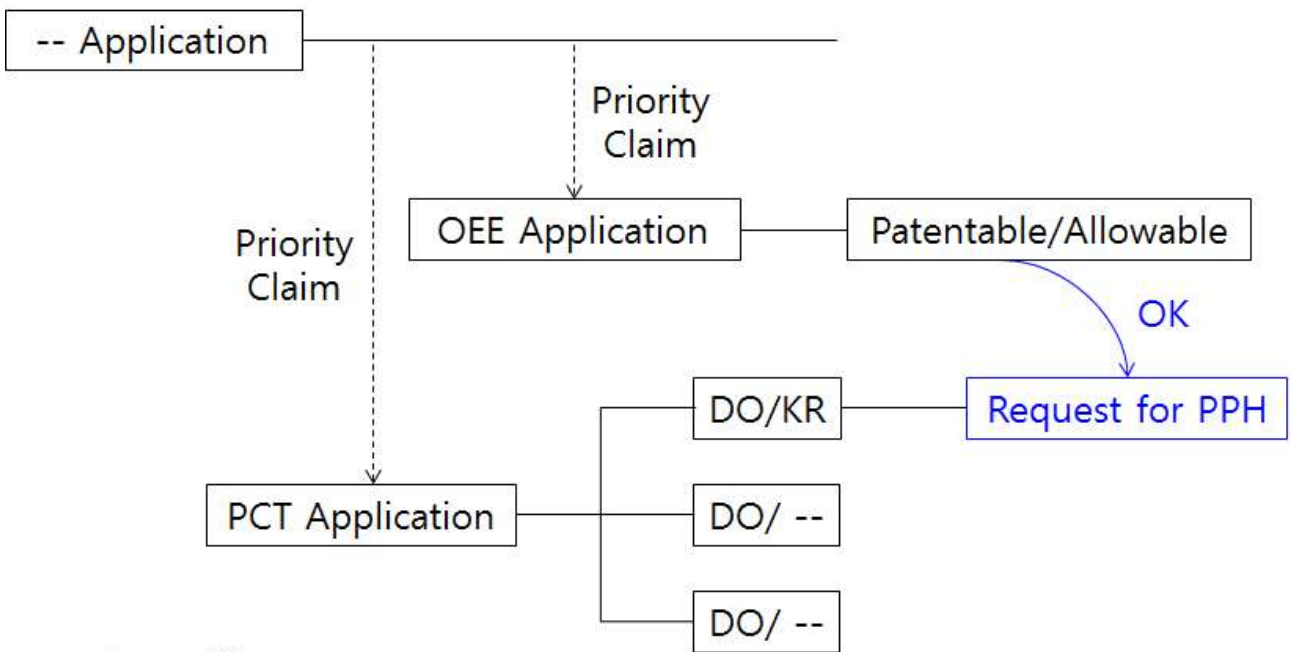 -- Application
Priority
Claim
OEE Application
Patentable/Allowable
Priority
Claim
OK
DO/KR
Request for PPH
PCT Application
DO/ --
DO/ --